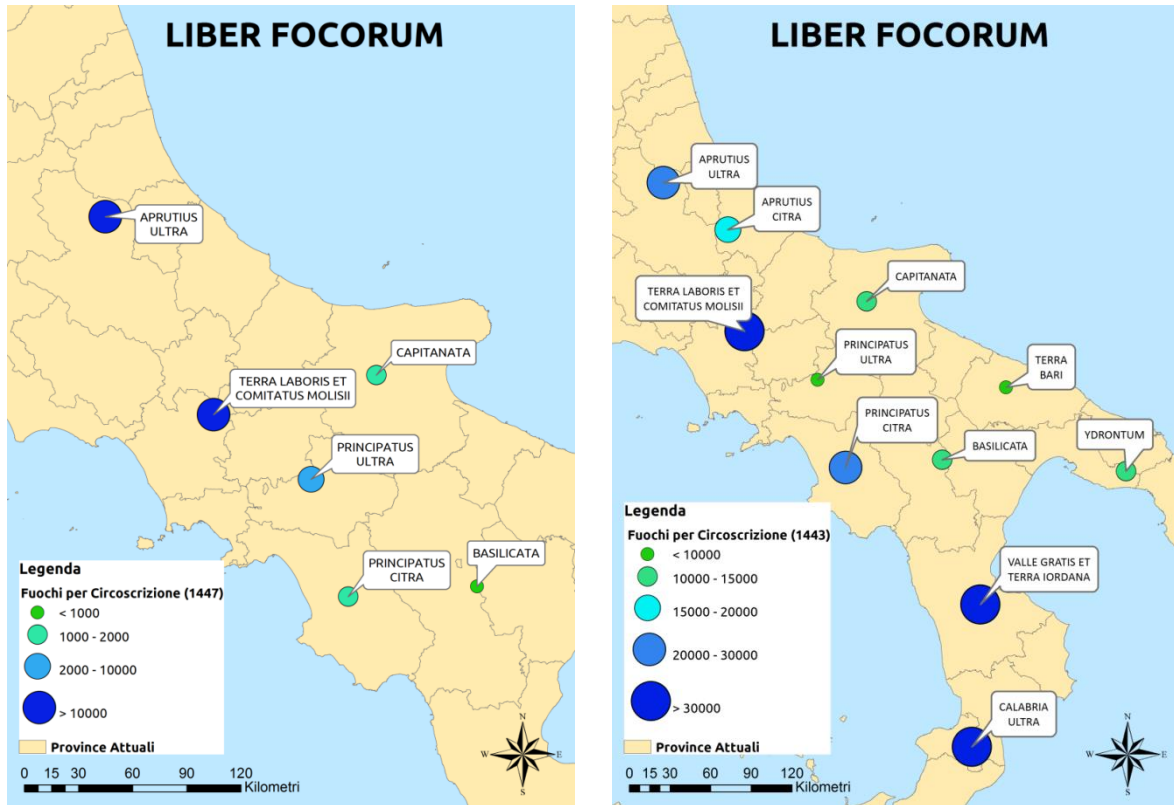 LIBER FOCORUM
APRUTIUS
ULTRA
CAPITANATA
TERRA LABORIS ET
COMITATUS MOLISII
PRINCIPATUS
ULTRA
PRINCIPATUS
CITRA
BASILICATA
Legenda
Fuochi per Circoscrizione (1447)
< 1000
1000 - 2000
2000 - 10000
> 10000
Province Attuali
0 15 30 60 90 120
Kilometri
N
W E
S
LIBER FOCORUM
APRUTIUS
ULTRA
APRUTIUS
CITRA
TERRA LABORIS ET
COMITATUS MOLISII
CAPITANATA
PRINCIPATUS
ULTRA
TERRA
BARI
PRINCIPATUS
CITRA
BASILICATA
YDRONTUM
VALLE GRATIS ET
TERRA IORDANA
CALABRIA
ULTRA
Legenda
Fuochi per Circoscrizione (1443)
< 10000
10000 - 15000
15000 - 20000
20000 - 30000
> 30000
Province Attuali
0 15 30 60 90 120
Kilometri
N
W E
S